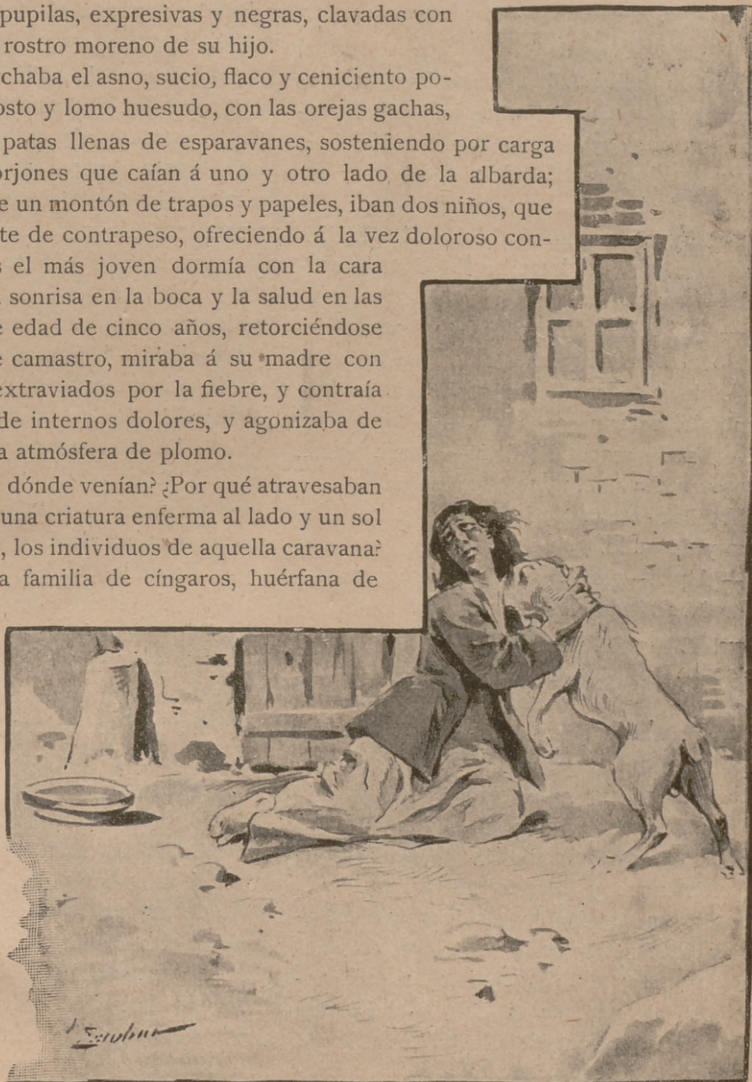 pupilas, expresivas y negras, clavadas con
rostro moreno de su hijo.
chaba el asno, sucio, flaco y ceniciento po-
osto y lomo huesudo, con las orejas gachas,
patas llenas de esparavanes, sosteniendo por carga
orjones que caían á uno y otro lado de la albarda;
e un montón de trapos y papeles, iban dos niños, que
te de contrapeso, ofreciendo á la vez doloroso con-
s el más joven dormía con la cara
sonrisa en la boca y la salud en las
e edad de cinco años, retorciéndose
e camastro, miraba á su madre con
extraviados por la fiebre, y contraía
de internos dolores, y agonizaba de
a atmósfera de plomo.
dónde venían? ¿Por qué atravesaban
una criatura enferma al lado y un sol
, los individuos de aquella caravana?
a familia de cíngaros, huérfana de